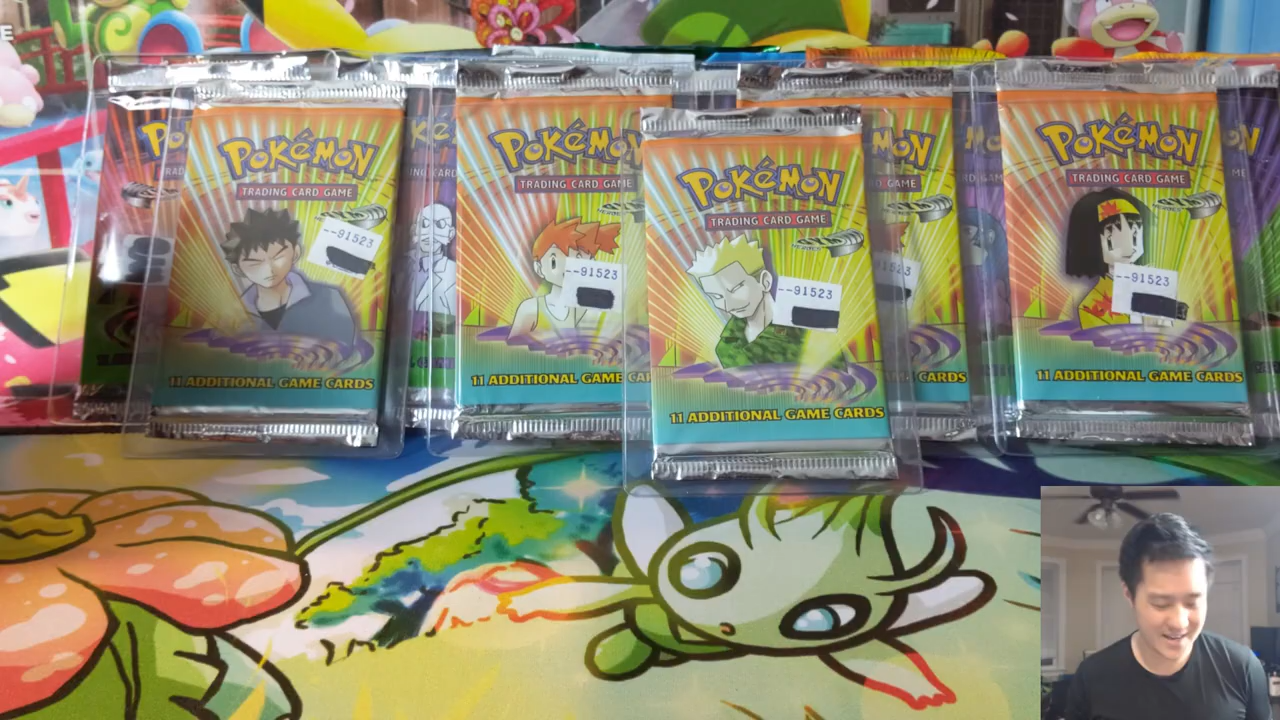 POKéMON
TRADING CARD GAME
--91523
11 ADDITIONAL GAME CARDS
POKéMON
TRADING CARD GAME
--91523
11 ADDITIONAL GAME
POKéMON
TRADING CARD GAME
--91523
11 ADDITIONAL GAME CARDS
GAME
CARDS
POKéMON
TRADING CARD GAME
--91523
11 ADDITIONAL GAME CARDS